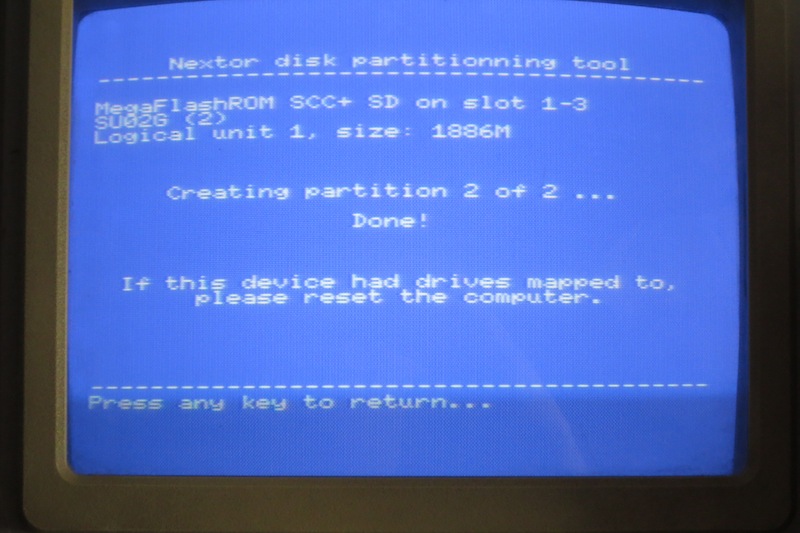 Nextor disk partitionning tool
MegaFlashROM SCC+ SD on slot 1-3
SU02G (2)
Logical unit 1, size: 1886M
Creating partition 2 of 2 ...
Done!
If this device had drives mapped to,
please reset the computer.
Press any key to return...